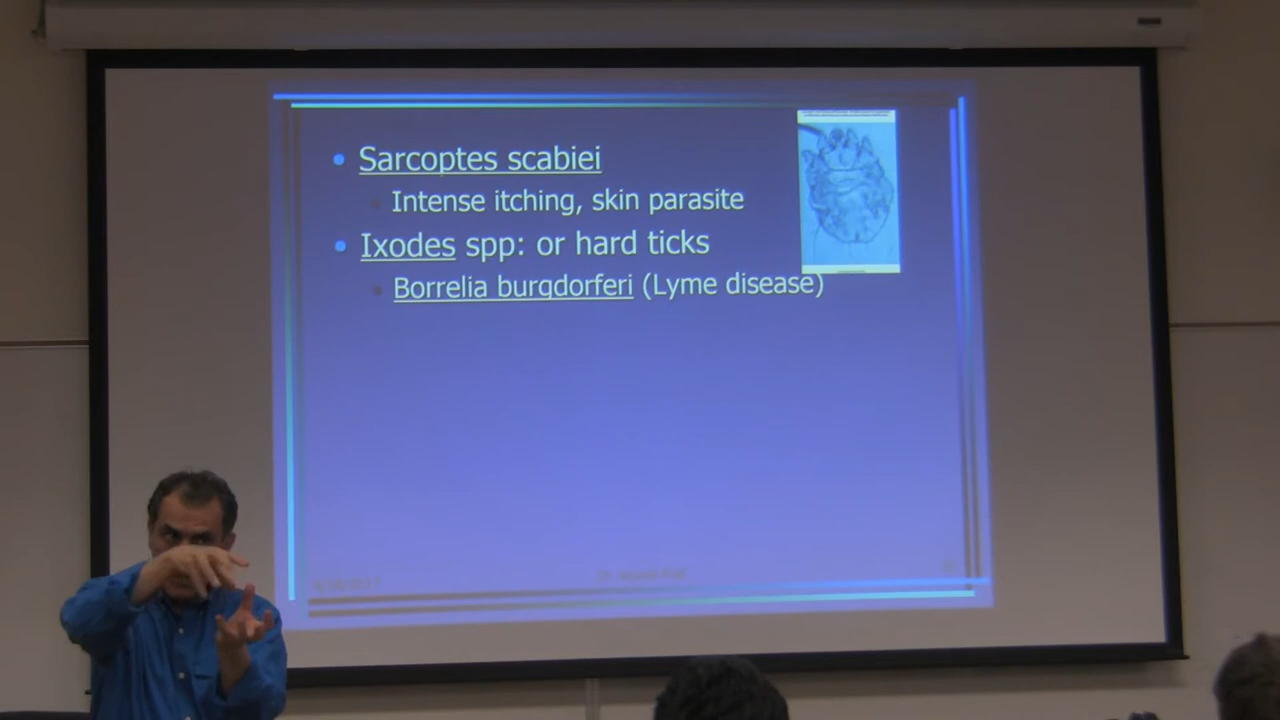 Sarcoptes scabiei
Intense itching, skin parasite
Ixodes spp: or hard ticks
Borrelia burgdorferi (Lyme disease)